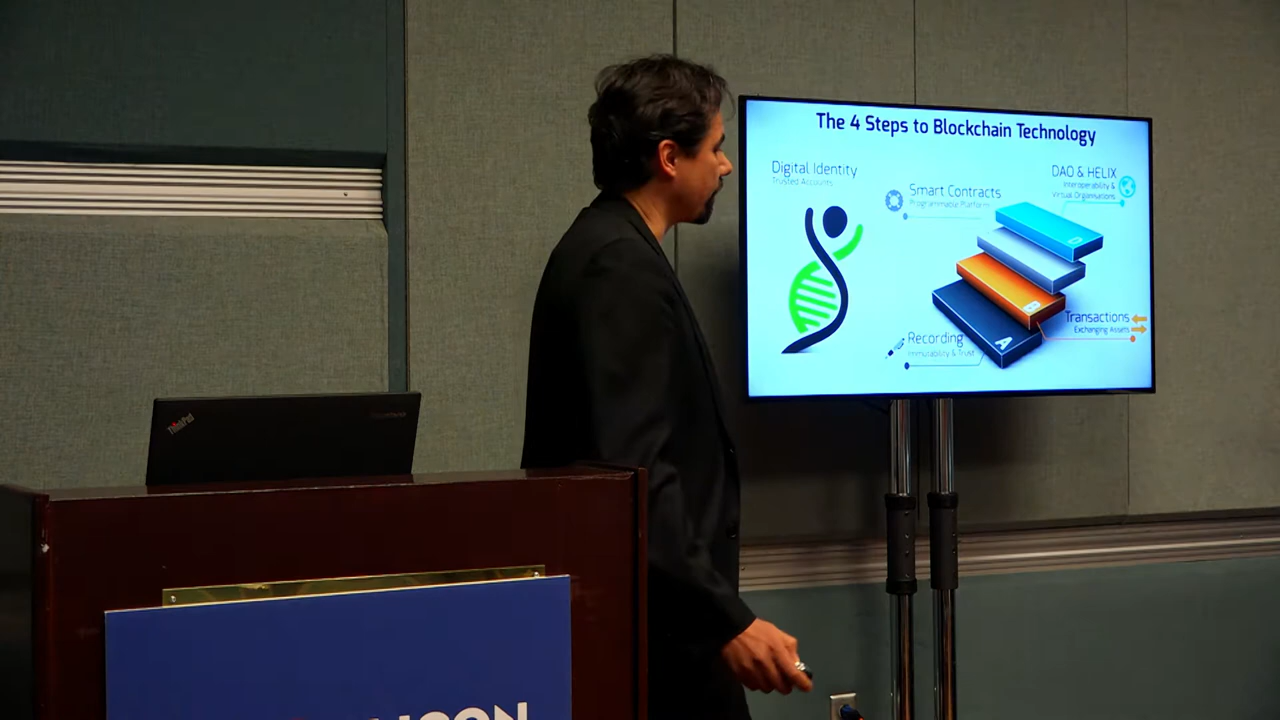 The 4 Steps to Blockchain Technology
Digital Identity
Trusted Accounts
Smart Contracts
Programmable Platform
DAO & HELIX
Interoperability &
Virtual Organisations
D
B
A
Transactions
Exchanging Assets
Recording
Immutability & Trust
ThinkPad